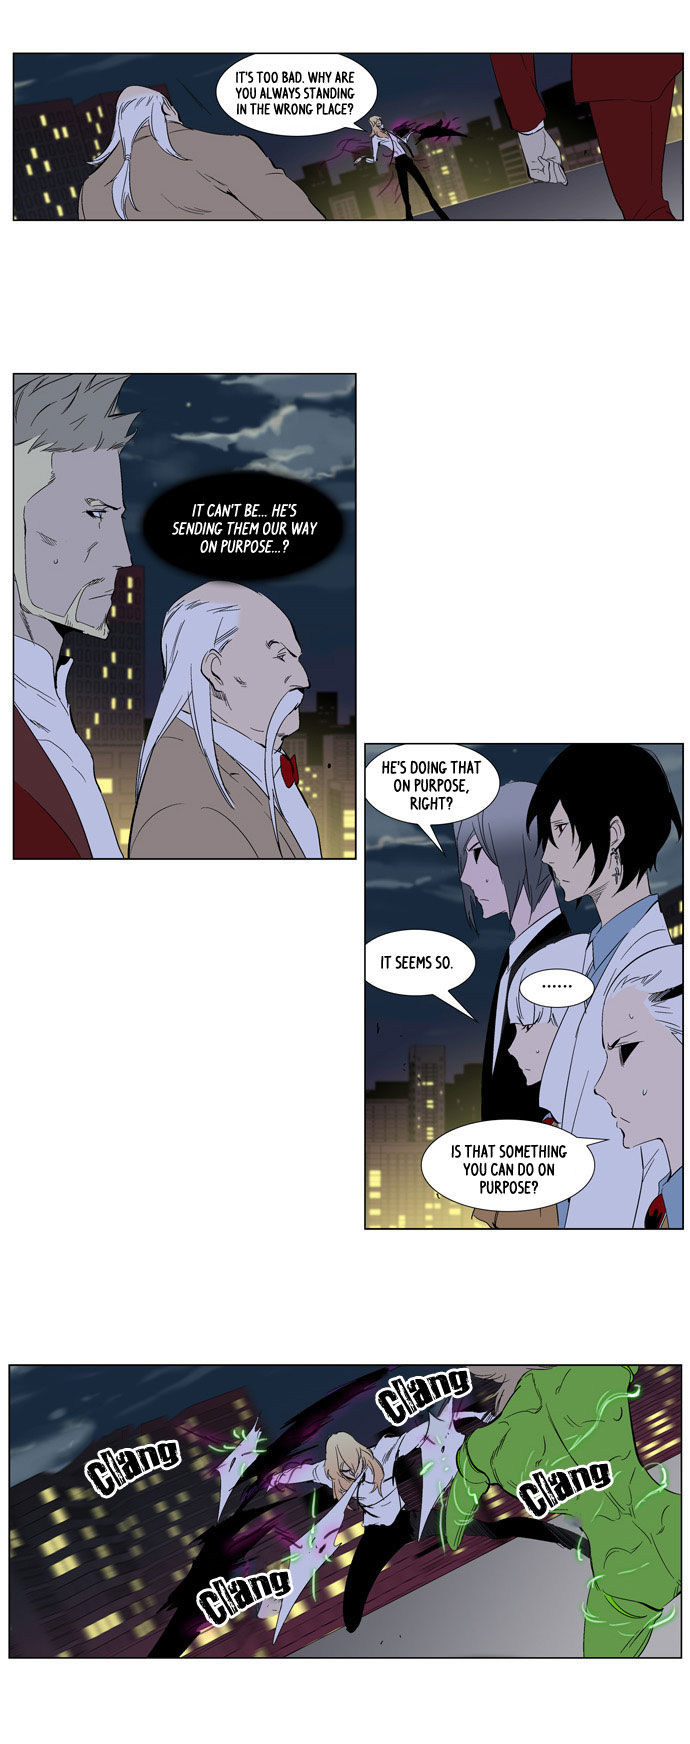 IT'S TOO BAD. WHY ARE
YOU ALWAYS STANDING
IN THE WRONG PLACE?
IT CAN'T BE... HE'S
SENDING THEM OUR WAY
ON PURPOSE...?
HE'S DOING THAT
ON PURPOSE,
RIGHT?
IT SEEMS SO.
......
IS THAT SOMETHING
YOU CAN DO ON
PURPOSE?
Clang
Clang
Clang
Clang